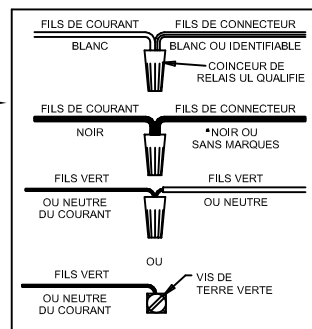 FILS DE COURANT FILS DE CONNECTEUR
BLANC BLANC OU IDENTIFIABLE
COINCEUR DE
RELAIS UL QUALIFIE
FILS DE COURANT FILS DE CONNECTEUR
NOIR *NOIR OU
SANS MARQUES
FILS VERT FILS VERT
OU NEUTRE OU NEUTRE
DU COURANT
OU
FILS VERT VIS DE
TERRE VERTE
OU NEUTRE
DU COURANT